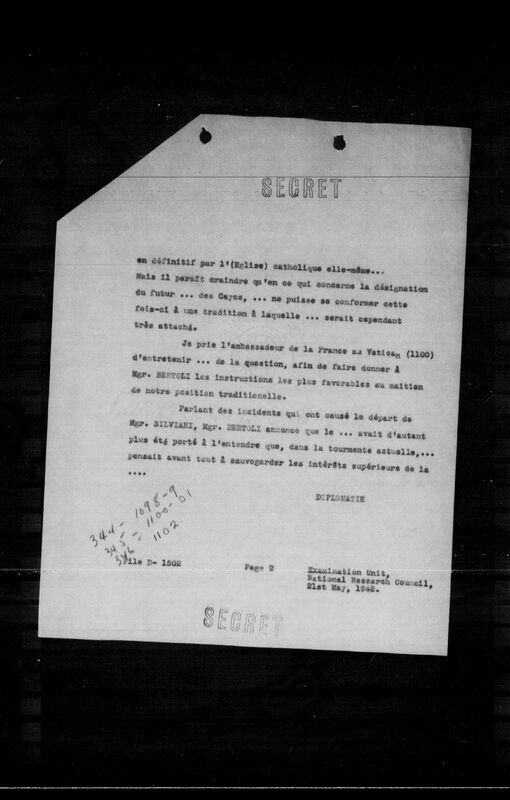 SECRET
en définitif par l'(Eglise) catholique elle-même...
Mais il paraît craindre qu'en ce qui concerne la désignation
du futur ... des Cayes, ... ne puisse se conformer cette
fois-ci à une tradition à laquelle ... serait cependant
très attaché.
Je prie l'ambassadeur de la France au Vatican (1100)
d'entretenir ... de la question, afin de faire donner à
Mgr. BERTOLI les instructions les plus favorables au maitien
de notre position traditionelle.
Parlant des incidents qui ont causé le départ de
Mgr. SILVIANI, Mgr. BERTOLI annonce que le ... avait d'autant
plus été porté à l'entendre que, dans la tourmente actuelle,...
pensait avant tout à sauvegarder les intérêts supérieurs de la
....
DIPLOMATIE
344 - 1098-9
345 - 1100-01
346 1102
File D- 1502
Page 2
Examination Unit,
National Research Council,
21st May, 1942.
SECRET